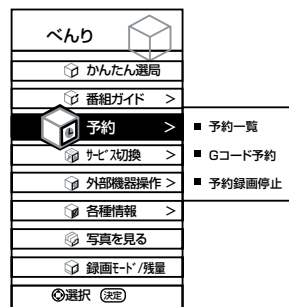 べんり
かんたん選局
番組ガイド >
予約 >
サービス切換 >
外部機器操作 >
各種情報 >
写真を見る
録画モード/残量
選択 決定
■ 予約一覧
■ Gコード予約
■ 予約録画停止